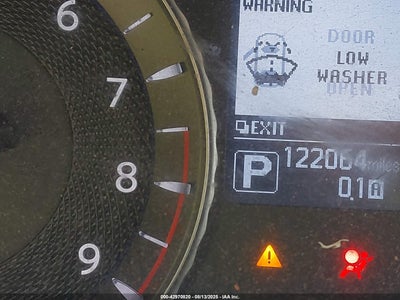 WARNING
DOOR
LOW
WASHER
OPEN
EXIT
P 122064 miles
0.1 A
6
7
8
9
000-42970820 - 08/13/2025 - IAA Inc.